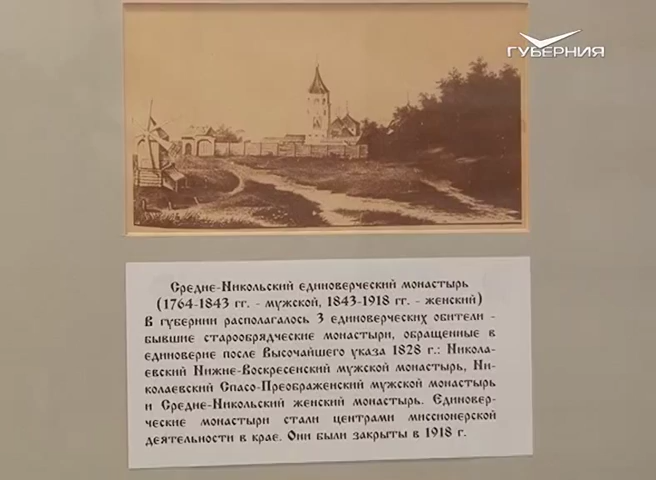 ГУБЕРНИЯ
Средне-Никольский единоверческий монастырь
(1764-1843 гг. - мужской, 1843-1918 гг. - женский)
В губернии располагалось 3 единоверческих обители -
бывшие старообрядческие монастыри, обращенные в
единоверие после Высочайшего указа 1828 г.: Никола-
евский Нижне-Воскресенский мужской монастырь, Ни-
колаевский Спасо-Преображенский мужской монастырь
и Средне-Никольский женский монастырь. Единовер-
ческие монастыри стали центрами миссионерской
деятельности в крае. Они были закрыты в 1918 г.